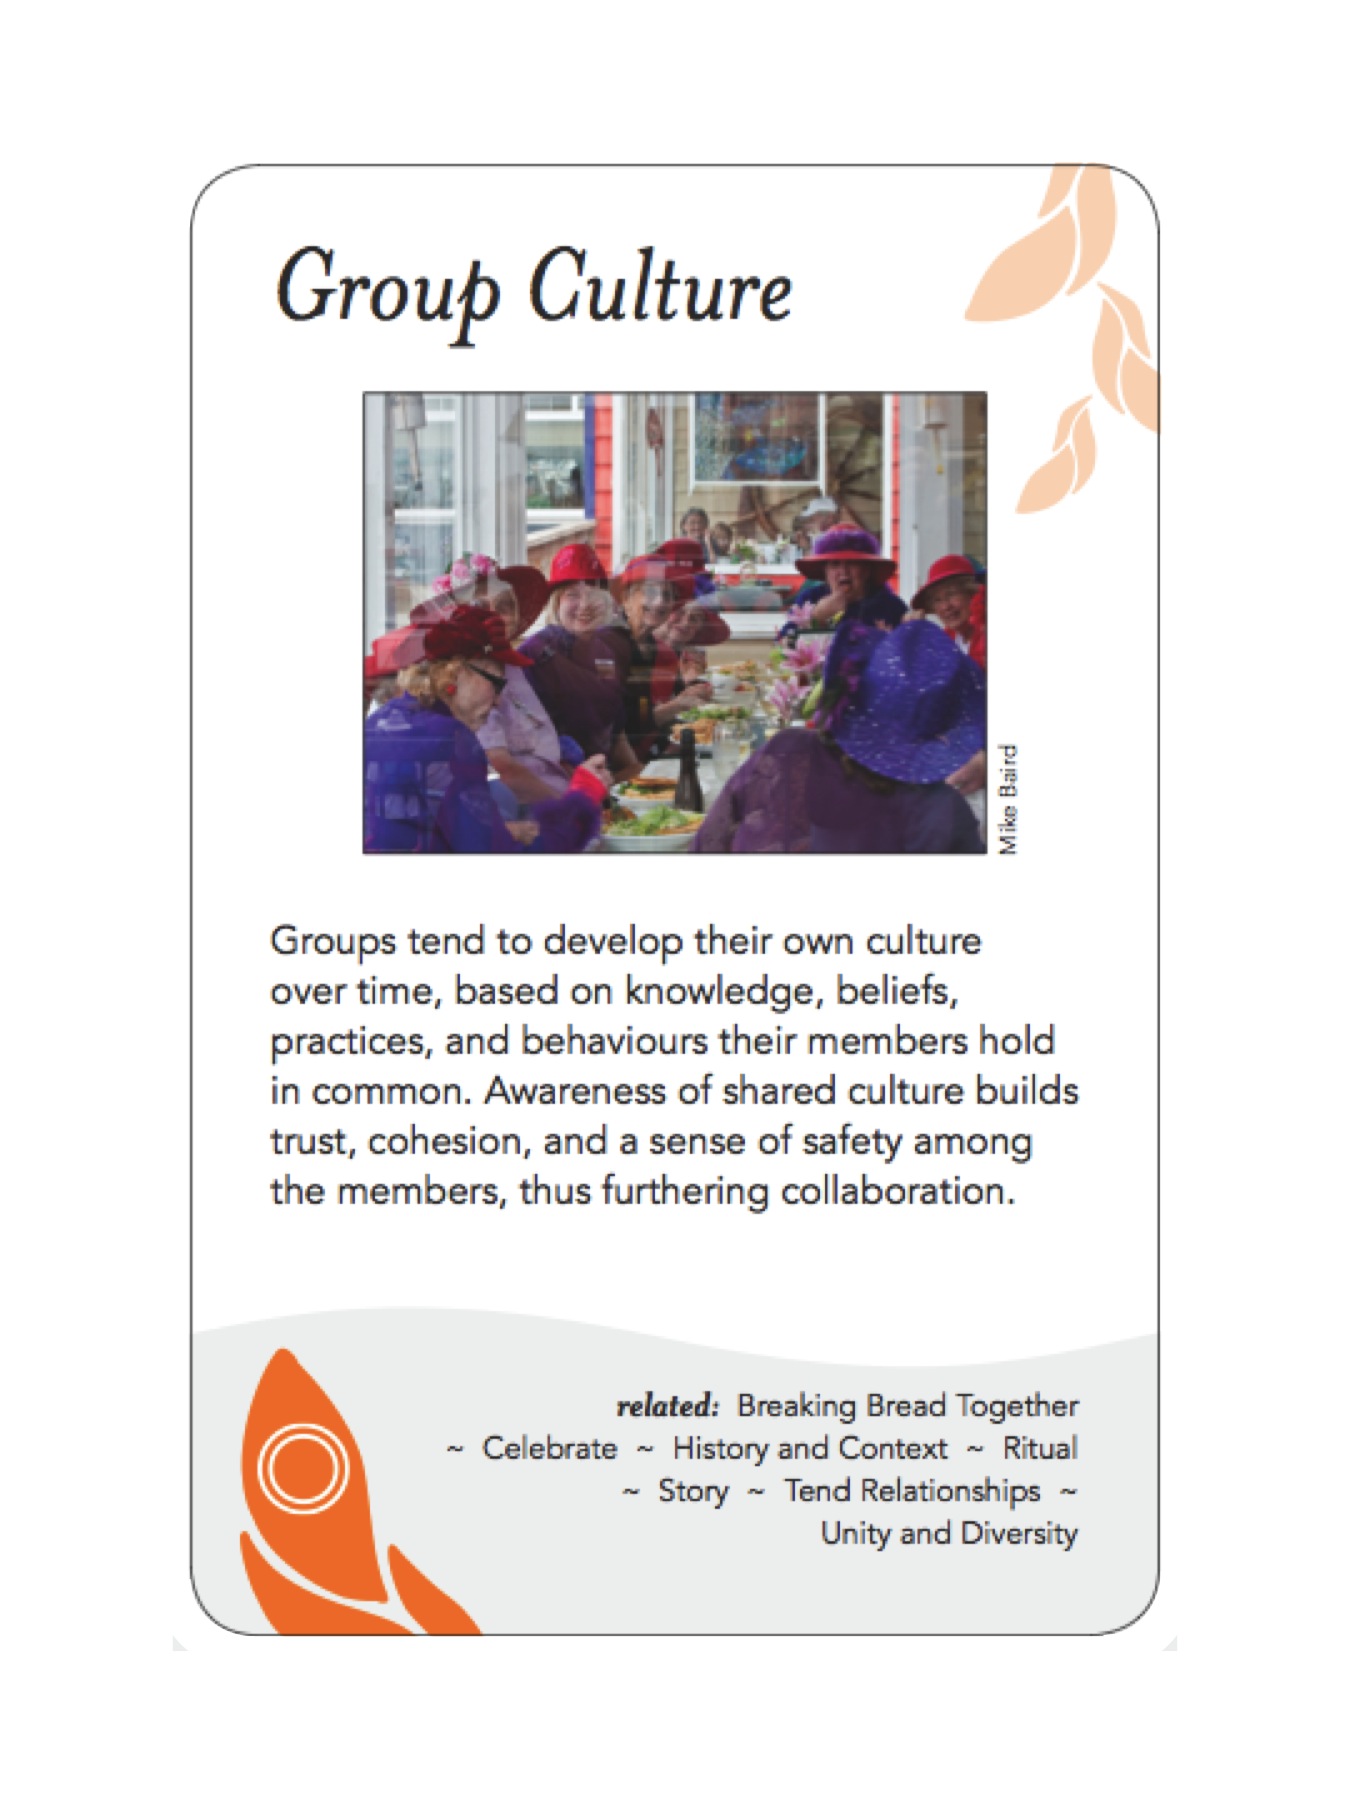 Group Culture
Mike Baird
Groups tend to develop their own culture
over time, based on knowledge, beliefs,
practices, and behaviours their members hold
in common. Awareness of shared culture builds
trust, cohesion, and a sense of safety among
the members, thus furthering collaboration.
related: Breaking Bread Together
~ Celebrate ~ History and Context ~ Ritual
~ Story ~ Tend Relationships ~
Unity and Diversity